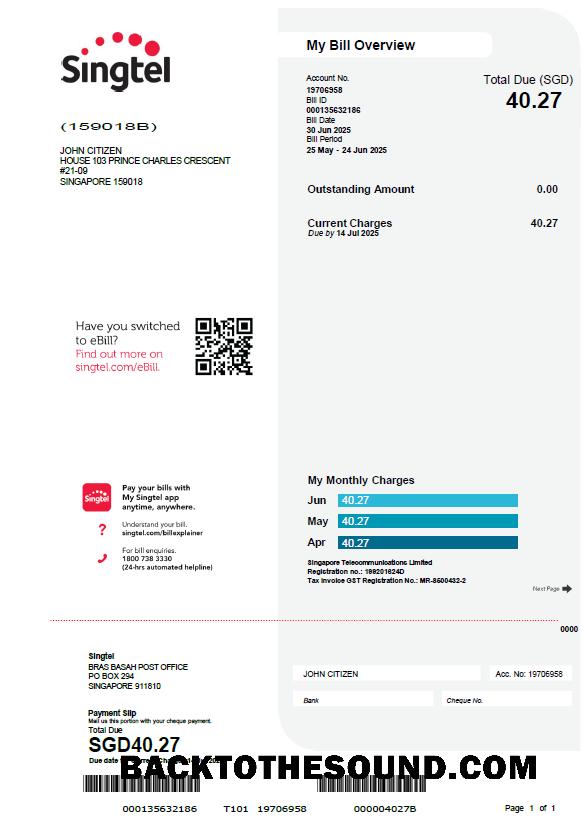 Singtel
(159018B)
JOHN CITIZEN
HOUSE 103 PRINCE CHARLES CRESCENT
#21-09
SINGAPORE 159018
My Bill Overview
Account No.
19706958
Bill ID
000135632186
Bill Date
30 Jun 2025
Bill Period
25 May - 24 Jun 2025
Total Due (SGD)
40.27
Outstanding Amount 0.00
Current Charges 40.27
Due by 14 Jul 2025
Have you switched
to eBill?
Find out more on
singtel.com/eBill.
Singtel
Pay your bills with
My Singtel app
anytime, anywhere.
?
Understand your bill.
singtel.com/billexplainer
For bill enquiries.
1800 738 3330
(24-hrs automated helpline)
My Monthly Charges
Jun 40.27
May 40.27
Apr 40.27
Singapore Telecommunications Limited
Registration no.: 199201624D
Tax Invoice GST Registration No.: MR-8500432-2
Next Page
0000
Singtel
BRAS BASAH POST OFFICE
PO BOX 294
SINGAPORE 911810
JOHN CITIZEN
Acc. No: 19706958
Bank
Cheque No.
Payment Slip
Mail us this portion with your cheque payment.
Total Due
SGD40.27
Due date
BACKTOTHESOUND.COM
000135632186 T101 19706958 000004027B
Page 1 of 1